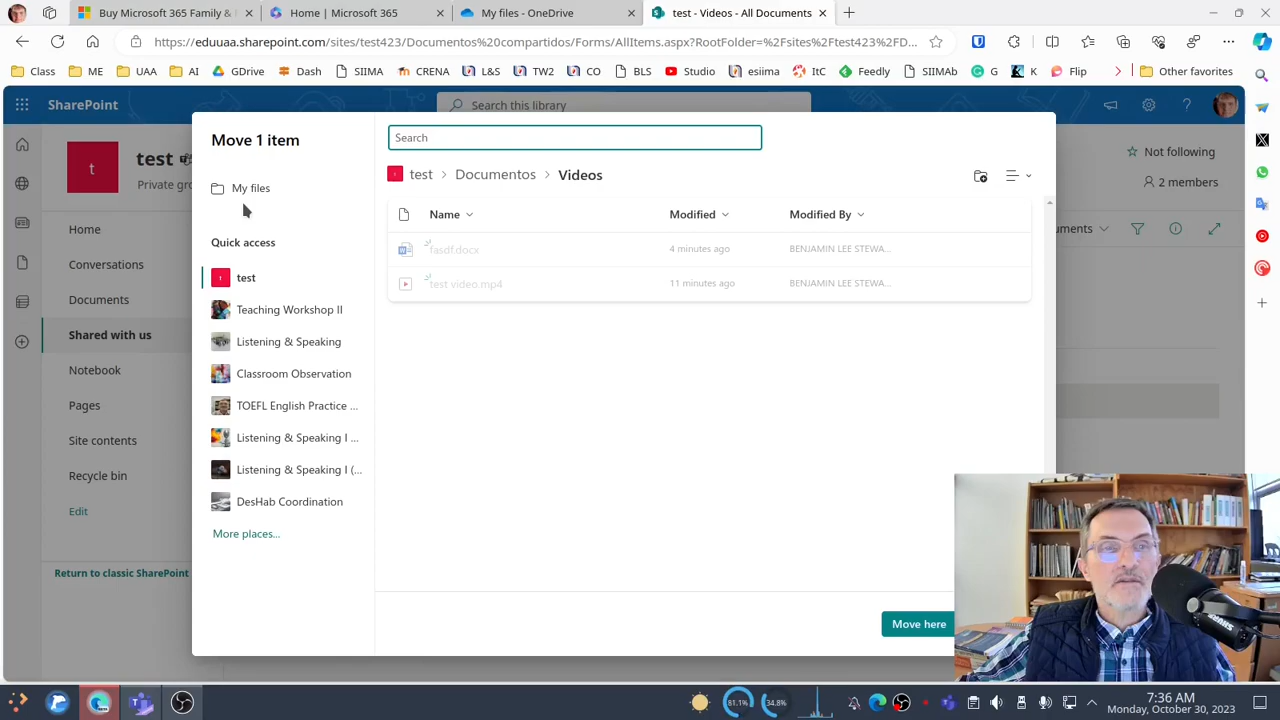 Buy Microsoft 365 Family &
Home | Microsoft 365
My files - OneDrive
test - Videos - All Documents
https://eduuaa.sharepoint.com/sites/test423/Documentos%20compartidos/Forms/AllItems.aspx?RootFolder=%2Fsites%2Ftest423%2FD...
Class ME UAA AI GDrive Dash SIIMA CRENA L&S TW2 CO BLS Studio esiima ItC Feedly SIIMAb G K Flip Other favorites
SharePoint
Search this library
test
Private gro
Not following
2 members
t
Home
Conversations
Documents
Shared with us
Notebook
Pages
Site contents
Recycle bin
Edit
Return to classic SharePoint
uments
Move 1 item
My files
Quick access
t test
Teaching Workshop II
Listening & Speaking
Classroom Observation
TOEFL English Practice ...
Listening & Speaking I ...
Listening & Speaking I (...
DesHab Coordination
More places...
Search
test > Documentos > Videos
Name Modified Modified By
fasdf.docx 4 minutes ago BENJAMIN LEE STEWA...
test video.mp4 11 minutes ago BENJAMIN LEE STEWA...
Move here
SHURE
81.1%
34.8%
7:36 AM
Monday, October 30, 2023